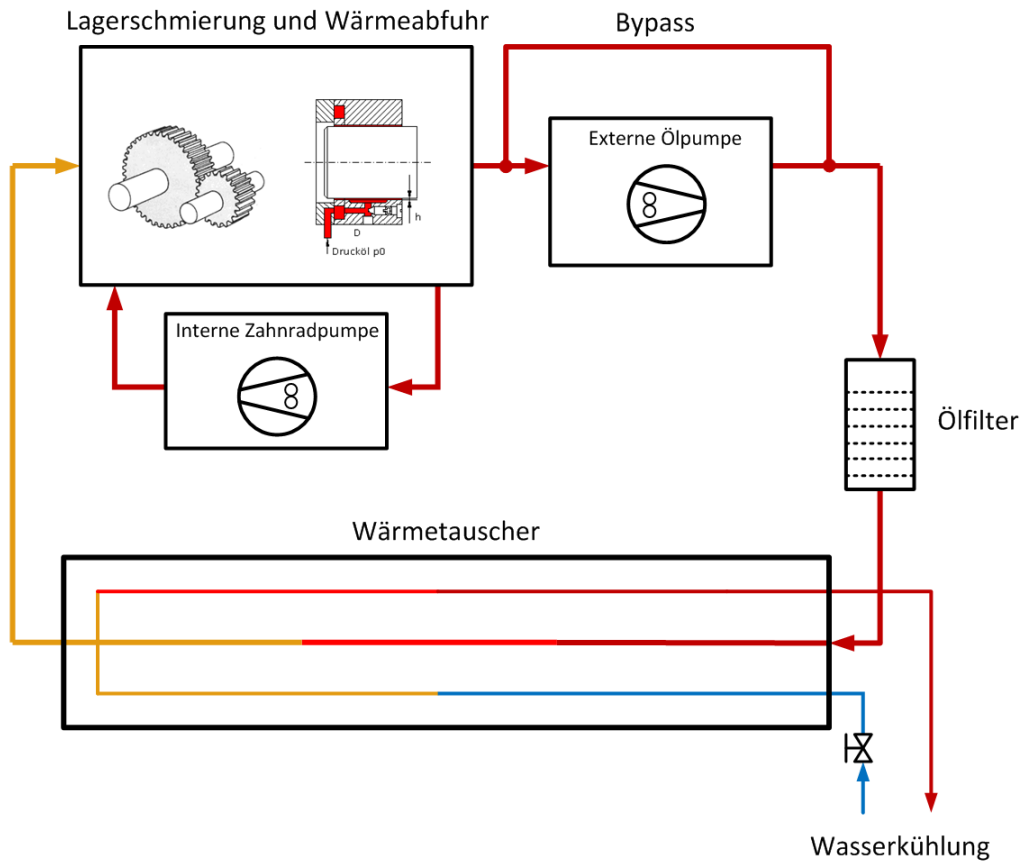 Lagerschmierung und Wärmeabfuhr
Bypass
Externe Ölpumpe
h
D
Drucköl p0
Interne Zahnradpumpe
Ölfilter
Wärmetauscher
Wasserkühlung